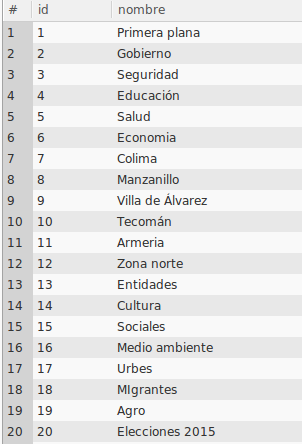 # id nombre
1 1 Primera plana
2 2 Gobierno
3 3 Seguridad
4 4 Educación
5 5 Salud
6 6 Economia
7 7 Colima
8 8 Manzanillo
9 9 Villa de Álvarez
10 10 Tecomán
11 11 Armeria
12 12 Zona norte
13 13 Entidades
14 14 Cultura
15 15 Sociales
16 16 Medio ambiente
17 17 Urbes
18 18 MIgrantes
19 19 Agro
20 20 Elecciones 2015